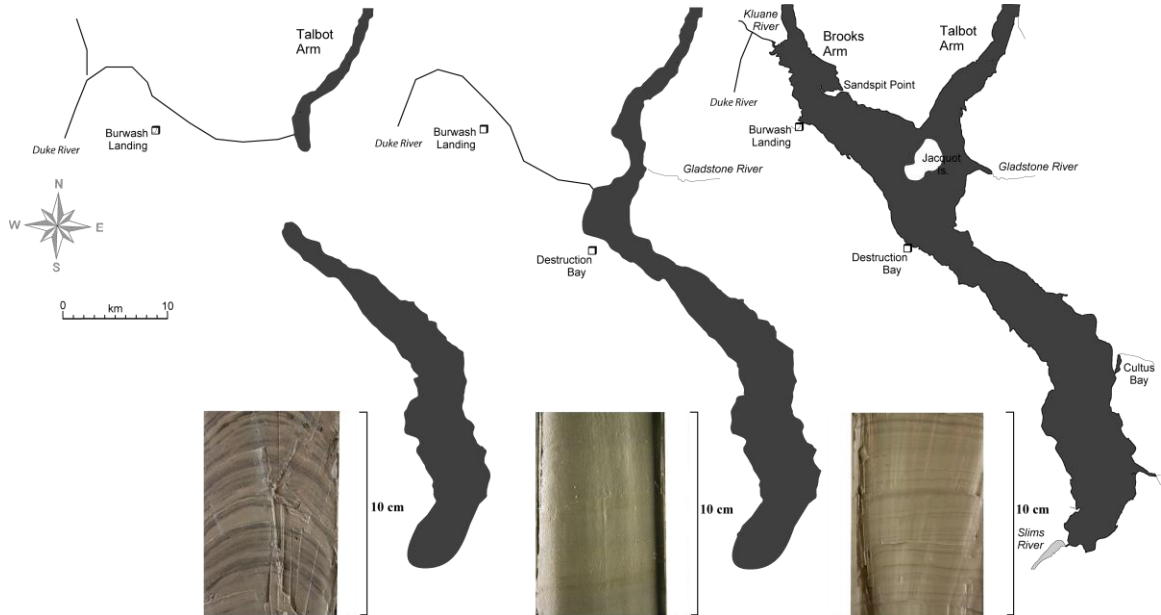 Talbot
Arm
Duke River
Burwash
Landing
N
W
E
S
0
km
10
10 cm
Duke River
Burwash
Landing
Gladstone River
Destruction
Bay
10 cm
Kluane
River
Brooks
Arm
Talbot
Arm
Sandspit Point
Duke River
Burwash
Landing
Jacquot
Is.
Gladstone River
Destruction
Bay
Cultus
Bay
Slims
River
10 cm